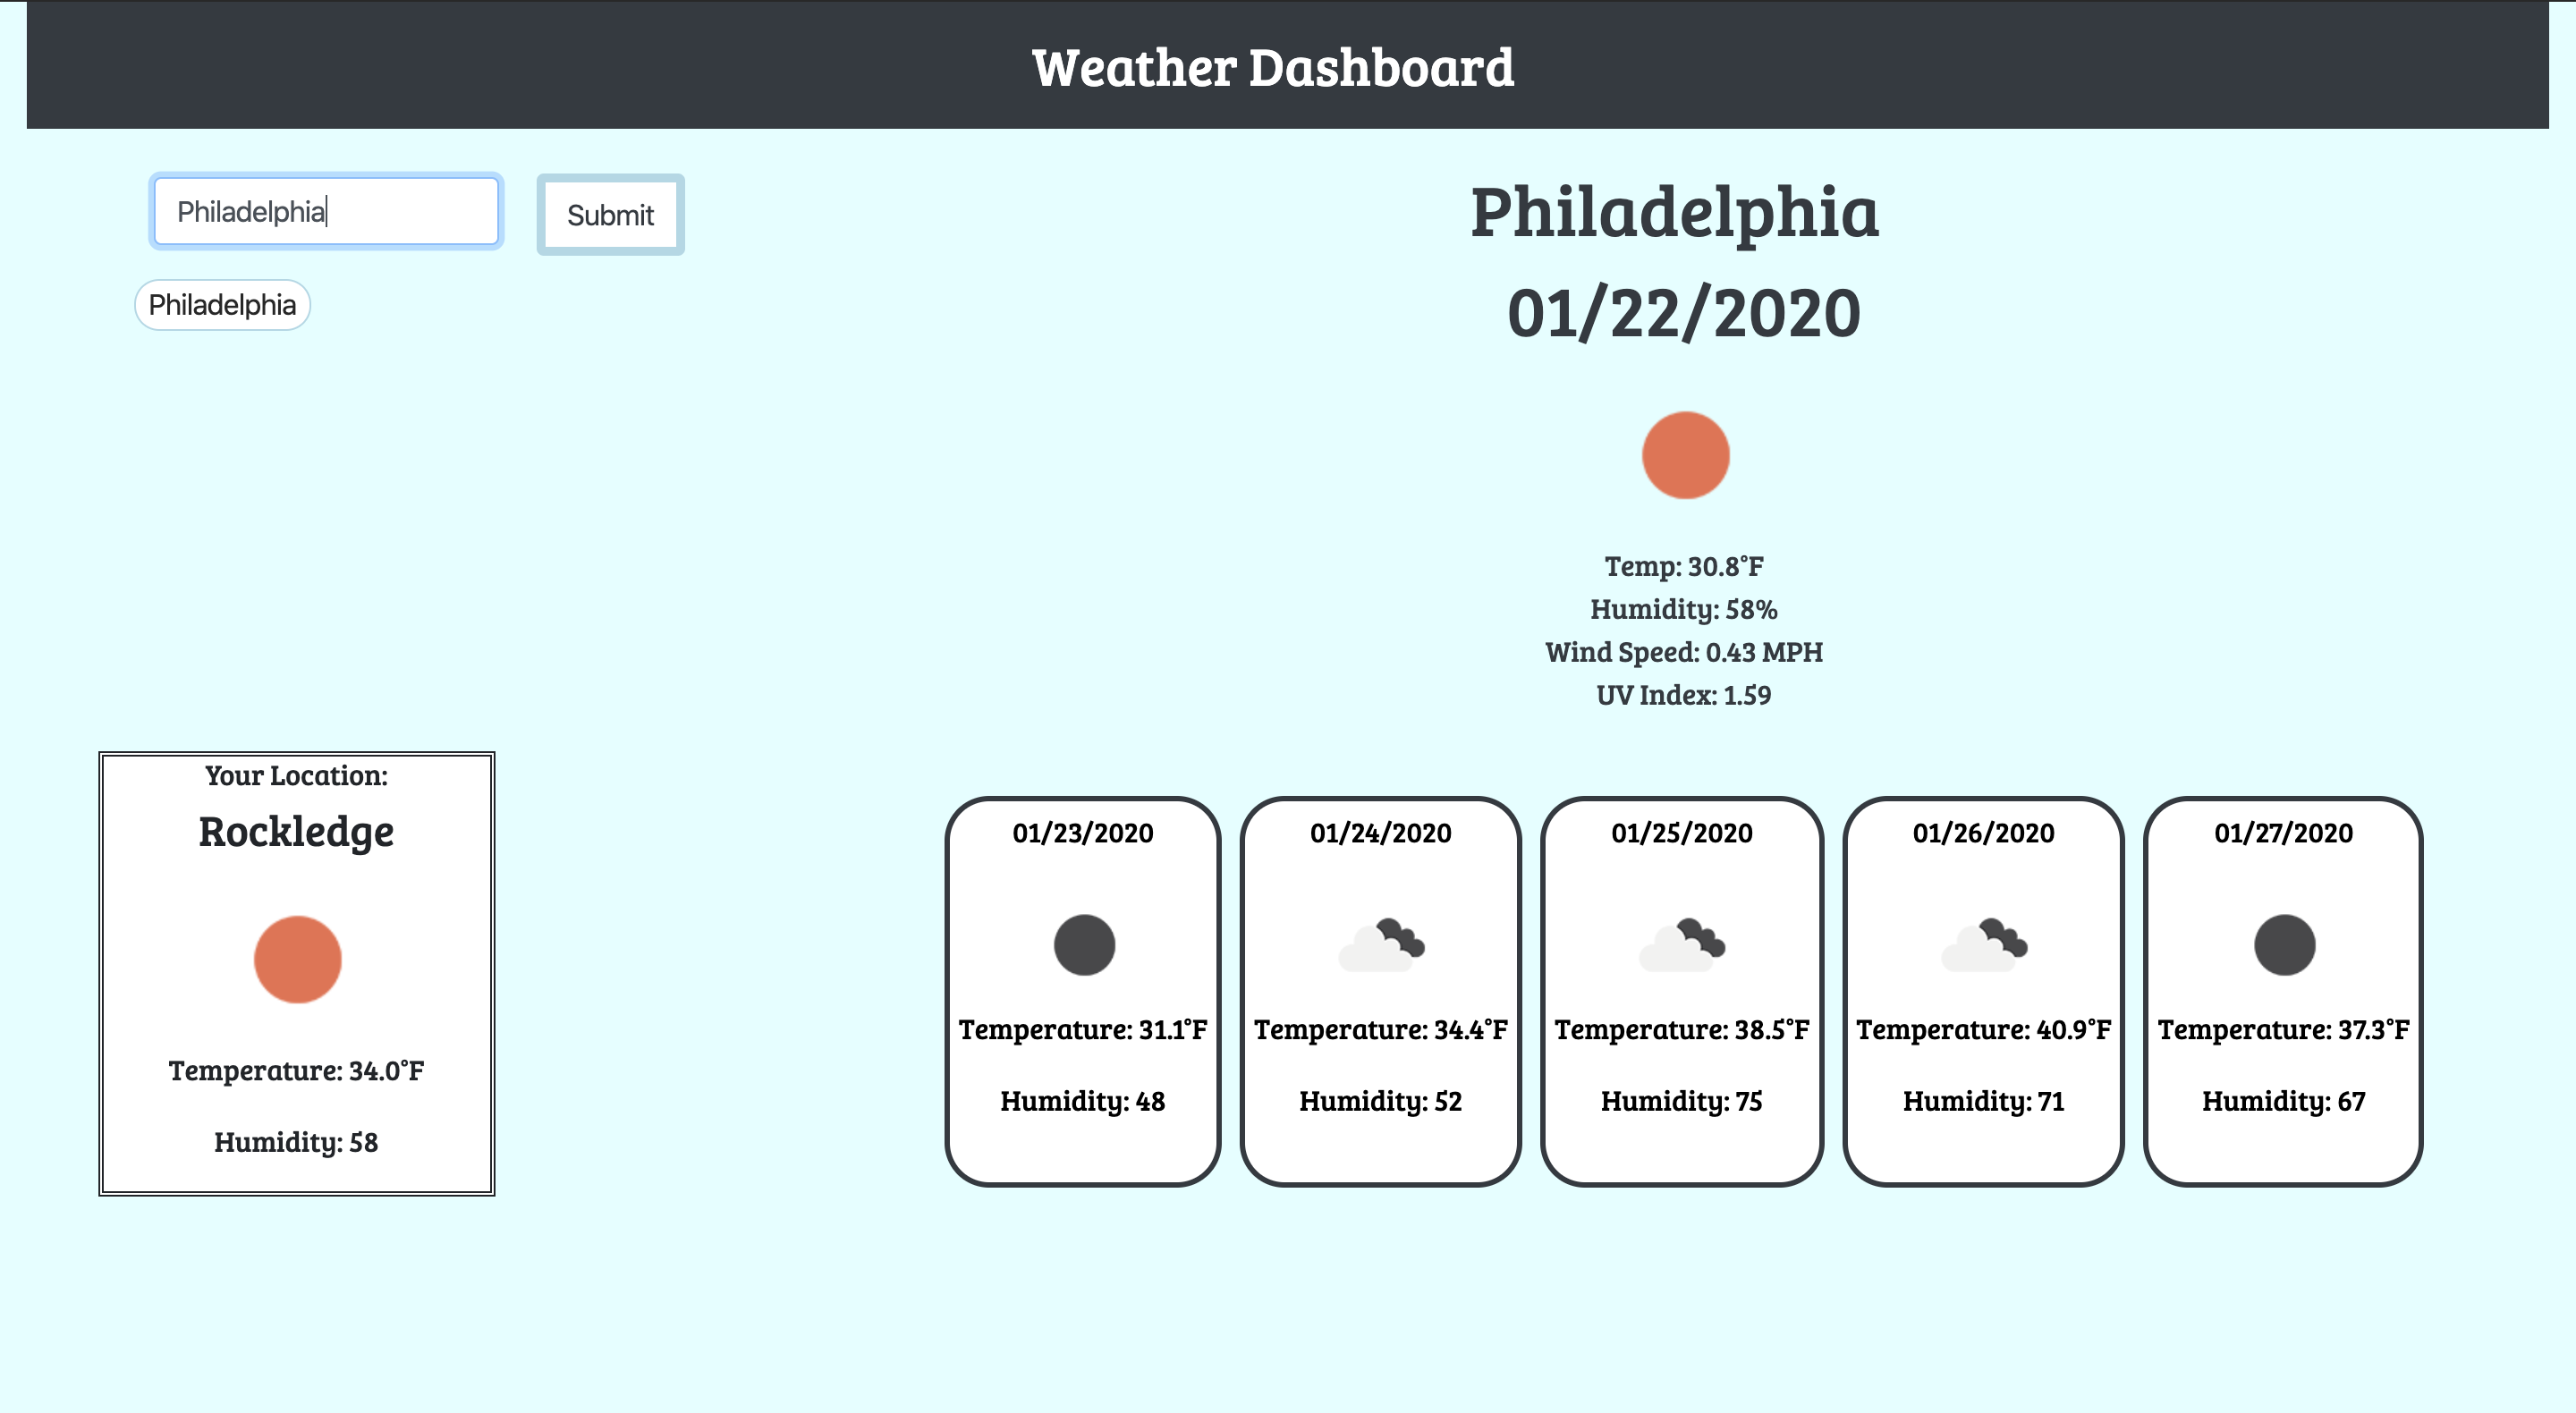 Weather Dashboard
Philadelphia
Submit
Philadelphia
Philadelphia
01/22/2020
Temp: 30.8°F
Humidity: 58%
Wind Speed: 0.43 MPH
UV Index: 1.59
Your Location:
Rockledge
Temperature: 34.0°F
Humidity: 58
01/23/2020
Temperature: 31.1°F
Humidity: 48
01/24/2020
Temperature: 34.4°F
Humidity: 52
01/25/2020
Temperature: 38.5°F
Humidity: 75
01/26/2020
Temperature: 40.9°F
Humidity: 71
01/27/2020
Temperature: 37.3°F
Humidity: 67